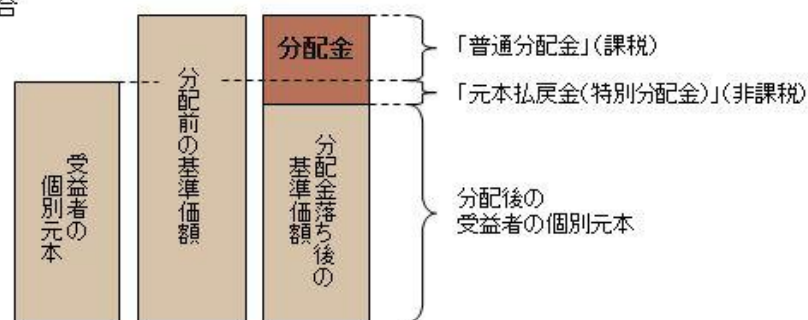 合
受益者の
個別元本
分配前の基準価額
分配金
分配金落ち後の
基準価額
「普通分配金」(課税)
「元本払戻金(特別分配金)」(非課税)
分配後の
受益者の個別元本